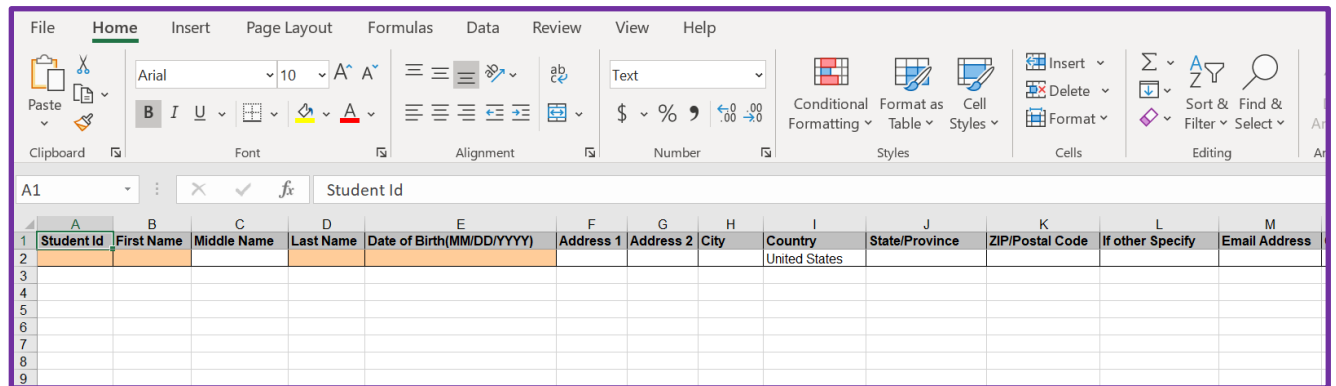 File Home Insert Page Layout Formulas Data Review View Help
Arial 10 A A ab Text Insert Σ A Z
Paste Conditional Format as Cell Delete Sort & Find &
B I U A $ % 9 .00 .00 Formatting Table Styles Format Filter Select
Clipboard Font Alignment Number Styles Cells Editing
A1 fx Student Id
A B C D E F G H I J K L M
1 Student Id First Name Middle Name Last Name Date of Birth(MM/DD/YYYY) Address 1 Address 2 City Country State/Province ZIP/Postal Code If other Specify Email Address
2 United States
3
4
5
6
7
8
9